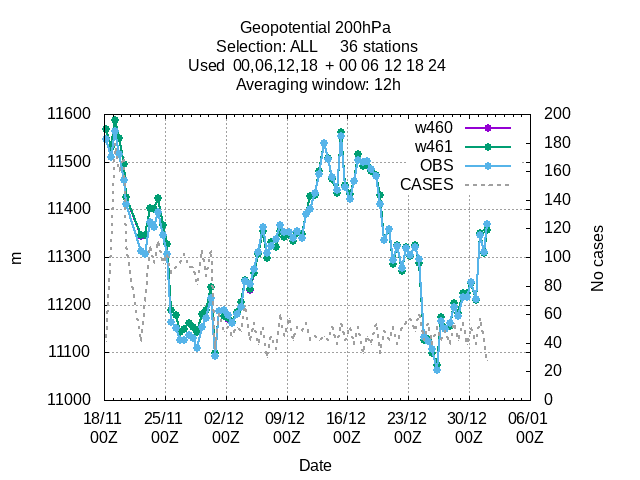 Geopotential 200hPa
Selection: ALL     36 stations
Used  00,06,12,18  + 00 06 12 18 24
Averaging window: 12h
w460
w461
OBS
CASES
m
11600
11500
11400
11300
11200
11100
11000
200
180
160
140
120
100
80
60
40
20
0
No cases
18/11 25/11 02/12 09/12 16/12 23/12 30/12 06/01
00Z 00Z 00Z 00Z 00Z 00Z 00Z 00Z
Date